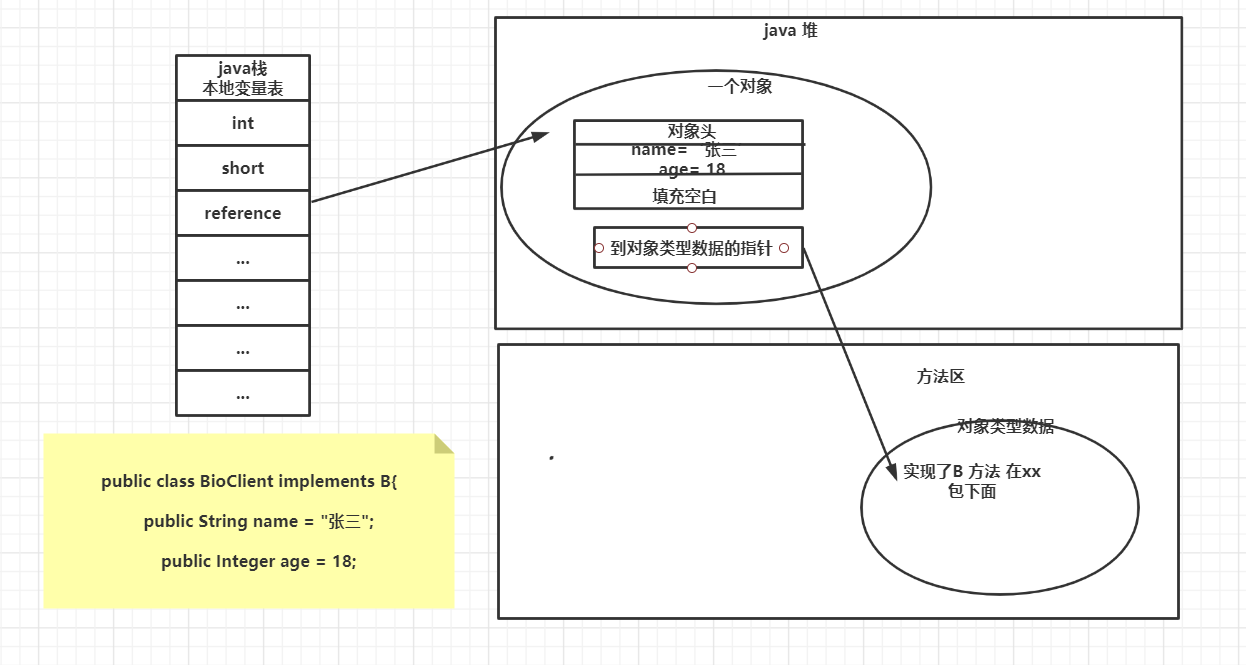 java栈
本地变量表
int
short
reference
...
...
...
...
public class BioClient implements B{
public String name = "张三";
public Integer age = 18;
java 堆
一个对象
对象头
name= 张三
age= 18
填充空白
到对象类型数据的指针
方法区
对象类型数据
实现了B 方法 在xx
包下面